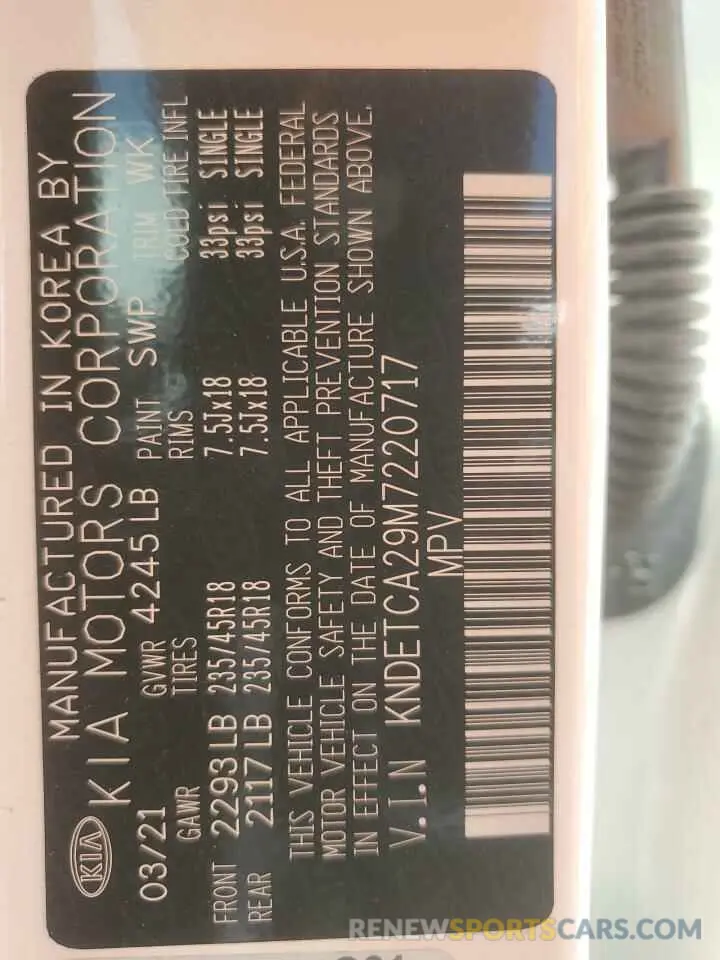 MANUFACTURED IN KOREA BY
KIA KIA MOTORS CORPORATION
03/21 GVWR 4245 LB PAINT SWP TRIM WK
GAWR TIRES RIMS COLD TIRE INFL
FRONT 2293 LB 235/45R18 7.5Jx18 33psi SINGLE
REAR 2117 LB 235/45R18 7.5Jx18 33psi SINGLE
THIS VEHICLE CONFORMS TO ALL APPLICABLE U.S.A. FEDERAL
MOTOR VEHICLE SAFETY AND THEFT PREVENTION STANDARDS
IN EFFECT ON THE DATE OF MANUFACTURE SHOWN ABOVE.
V.I.N KNDETCA29M7220717
MPV
RENEWSPORTSCARS.COM